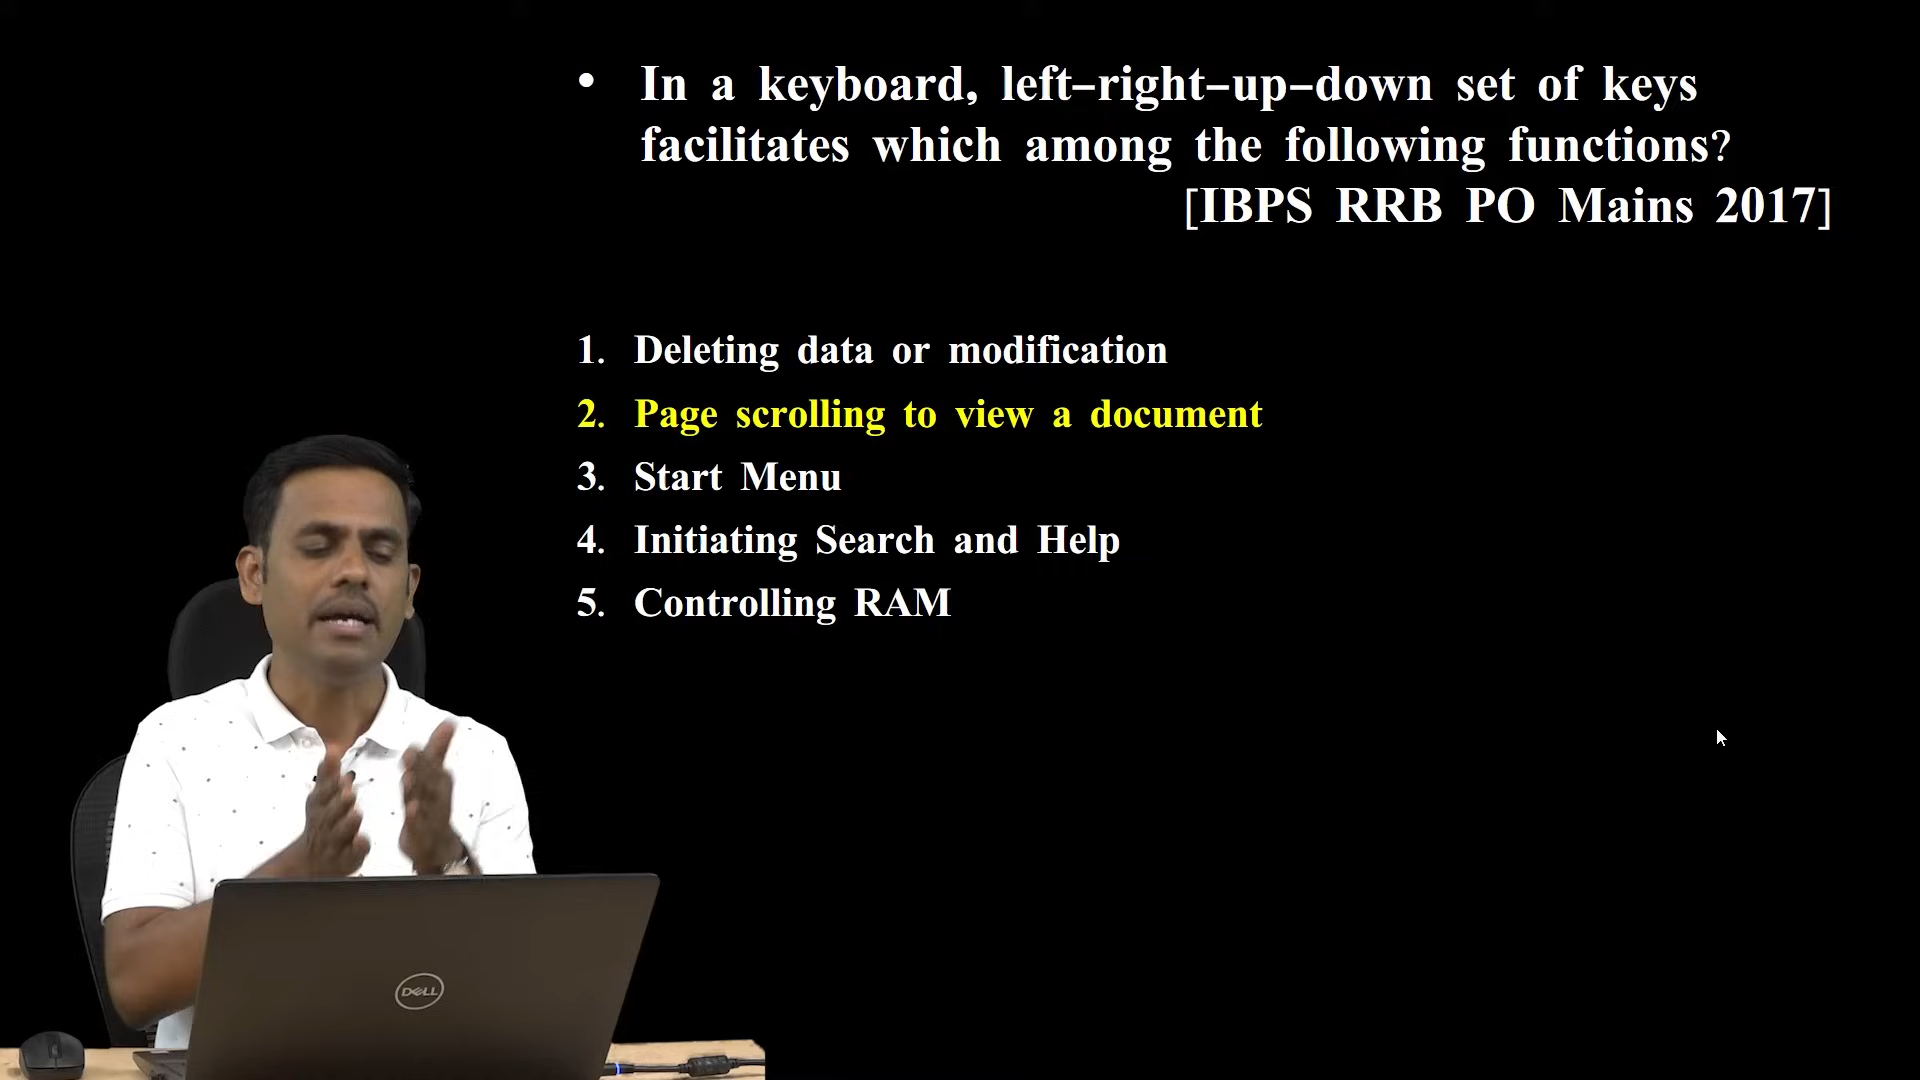 • In a keyboard, left–right–up–down set of keys
facilitates which among the following functions?
[IBPS RRB PO Mains 2017]
1. Deleting data or modification
2. Page scrolling to view a document
3. Start Menu
4. Initiating Search and Help
5. Controlling RAM
DELL